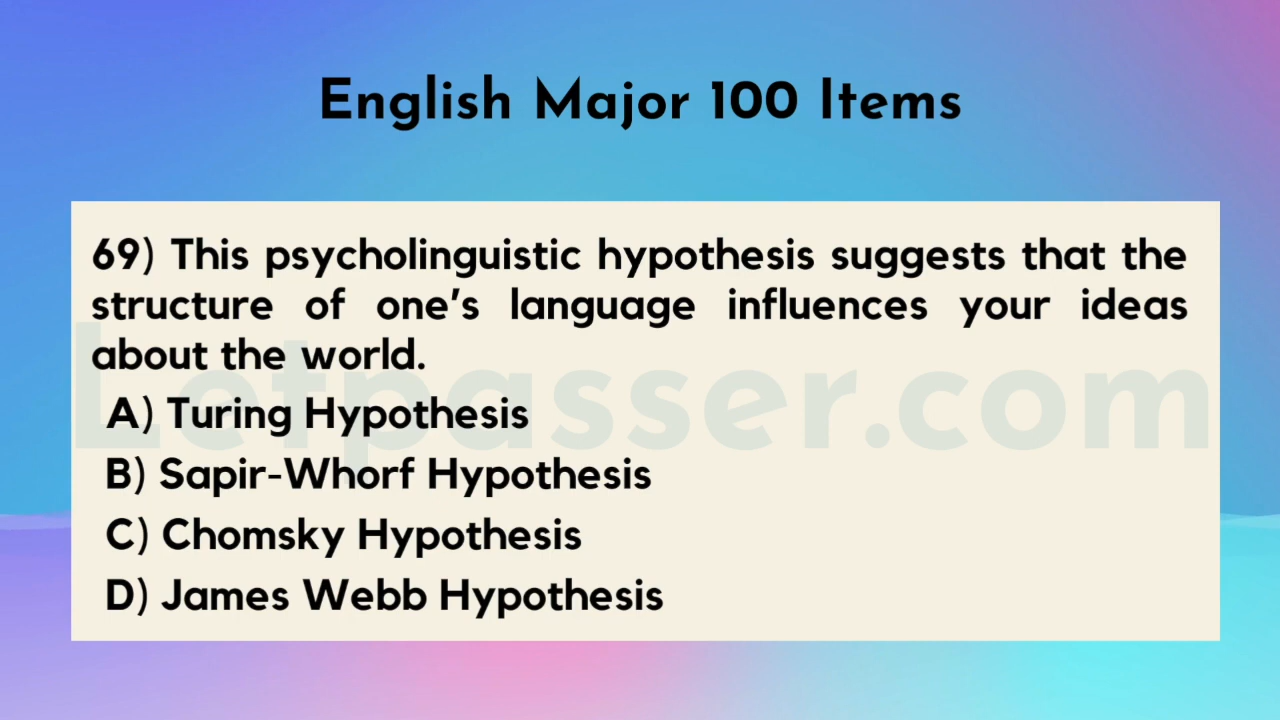 English Major 100 Items
69) This psycholinguistic hypothesis suggests that the
structure of one’s language influences your ideas
about the world.
Letpasser.com
A) Turing Hypothesis
B) Sapir-Whorf Hypothesis
C) Chomsky Hypothesis
D) James Webb Hypothesis